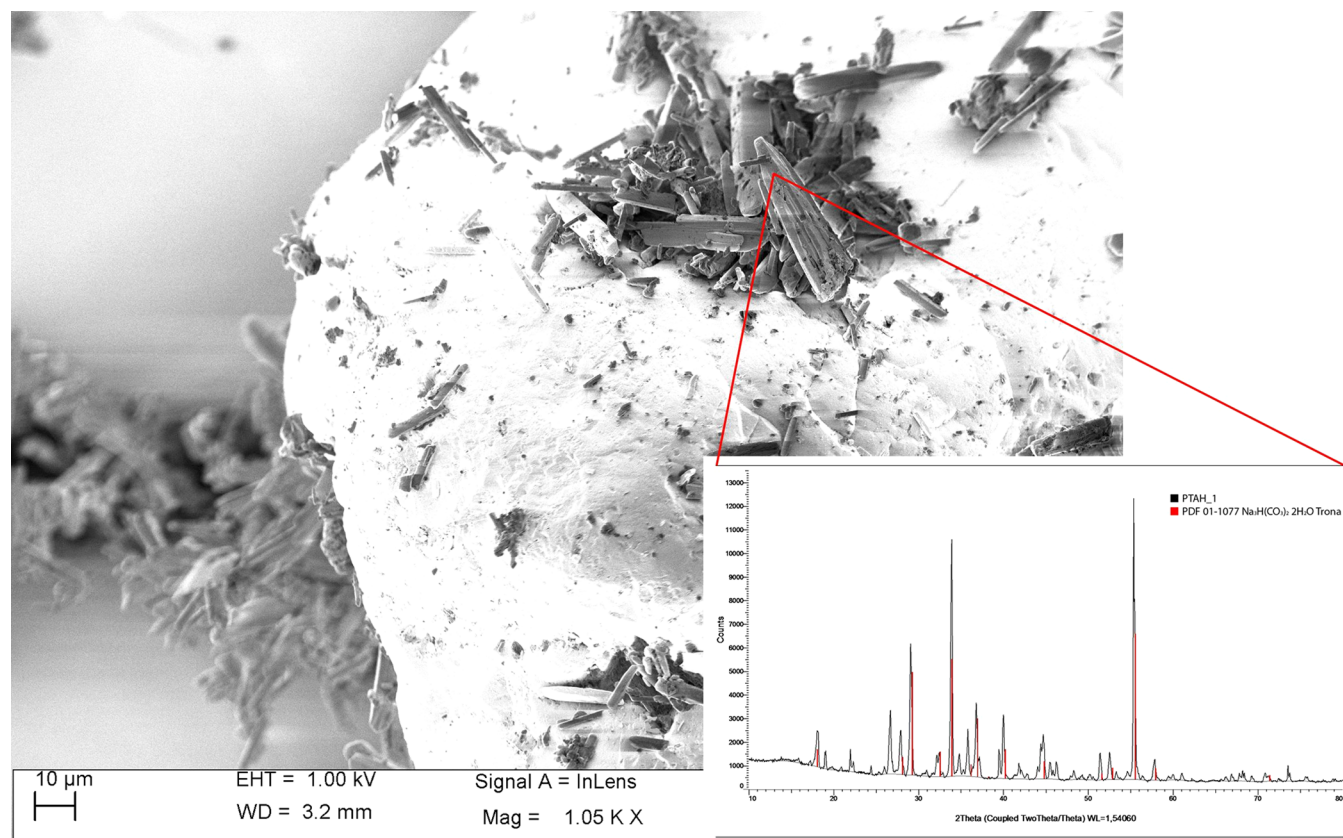 10 µm
EHT = 1.00 kV
WD = 3.2 mm
Signal A = InLens
Mag = 1.05 K X
PTAH_1
PDF 01-1077 Na₃H(CO₃)₂ 2H₂O Trona
Counts
13000
12000
11000
10000
9000
8000
7000
6000
5000
4000
3000
2000
1000
0
10 20 30 40 50 60 70 80
2Theta (Coupled TwoTheta/Theta) WL=1,54060